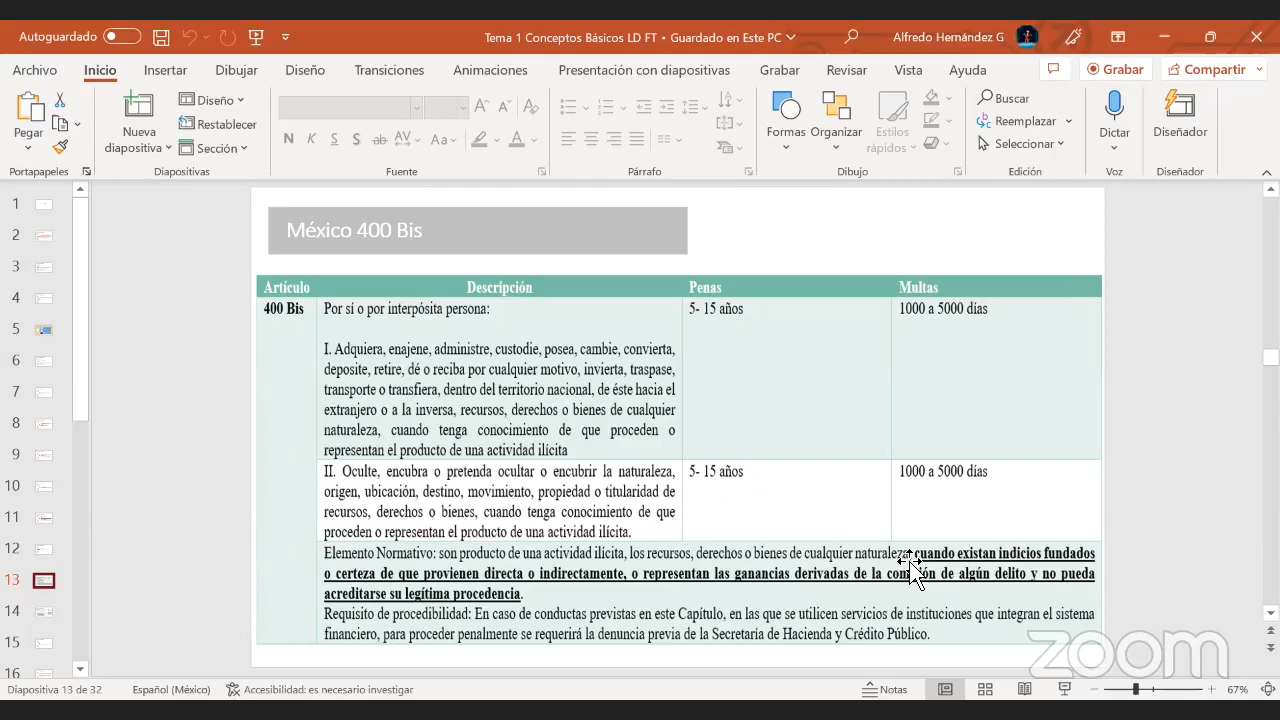 Autoguardado
Tema 1 Conceptos Básicos LD FT • Guardado en Este PC
Alfredo Hernández G
Archivo Inicio Insertar Dibujar Diseño Transiciones Animaciones Presentación con diapositivas Grabar Revisar Vista Ayuda Grabar Compartir
Pegar
Nueva diapositiva
Diseño
Restablecer
Sección
N K S S ab AV Aa A
Formas
Organizar
Estilos rápidos
Buscar
Reemplazar
Seleccionar
Dictar
Diseñador
Portapapeles Diapositivas Fuente Párrafo Dibujo Edición Voz Diseñador
1
2
3
4
5
6
7
8
9
10
11
12
13
14
15
16
México 400 Bis
Artículo Descripción Penas Multas
400 Bis Por sí o por interpósita persona: 5- 15 años 1000 a 5000 días
I. Adquiera, enajene, administre, custodie, posea, cambie, convierta,
deposite, retire, dé o reciba por cualquier motivo, invierta, traspase,
transporte o transfiera, dentro del territorio nacional, de éste hacia el
extranjero o a la inversa, recursos, derechos o bienes de cualquier
naturaleza, cuando tenga conocimiento de que proceden o
representan el producto de una actividad ilícita
II. Oculte, encubra o pretenda ocultar o encubrir la naturaleza, 5- 15 años 1000 a 5000 días
origen, ubicación, destino, movimiento, propiedad o titularidad de
recursos, derechos o bienes, cuando tenga conocimiento de que
proceden o representan el producto de una actividad ilícita.
Elemento Normativo: son producto de una actividad ilícita, los recursos, derechos o bienes de cualquier naturaleza, cuando existan indicios fundados
o certeza de que provienen directa o indirectamente, o representan las ganancias derivadas de la comisión de algún delito y no pueda
acreditarse su legítima procedencia.
Requisito de procedibilidad: En caso de conductas previstas en este Capítulo, en las que se utilicen servicios de instituciones que integran el sistema
financiero, para proceder penalmente se requerirá la denuncia previa de la Secretaría de Hacienda y Crédito Público.
zoom
Diapositiva 13 de 32 Español (México) Accesibilidad: es necesario investigar Notas 67%